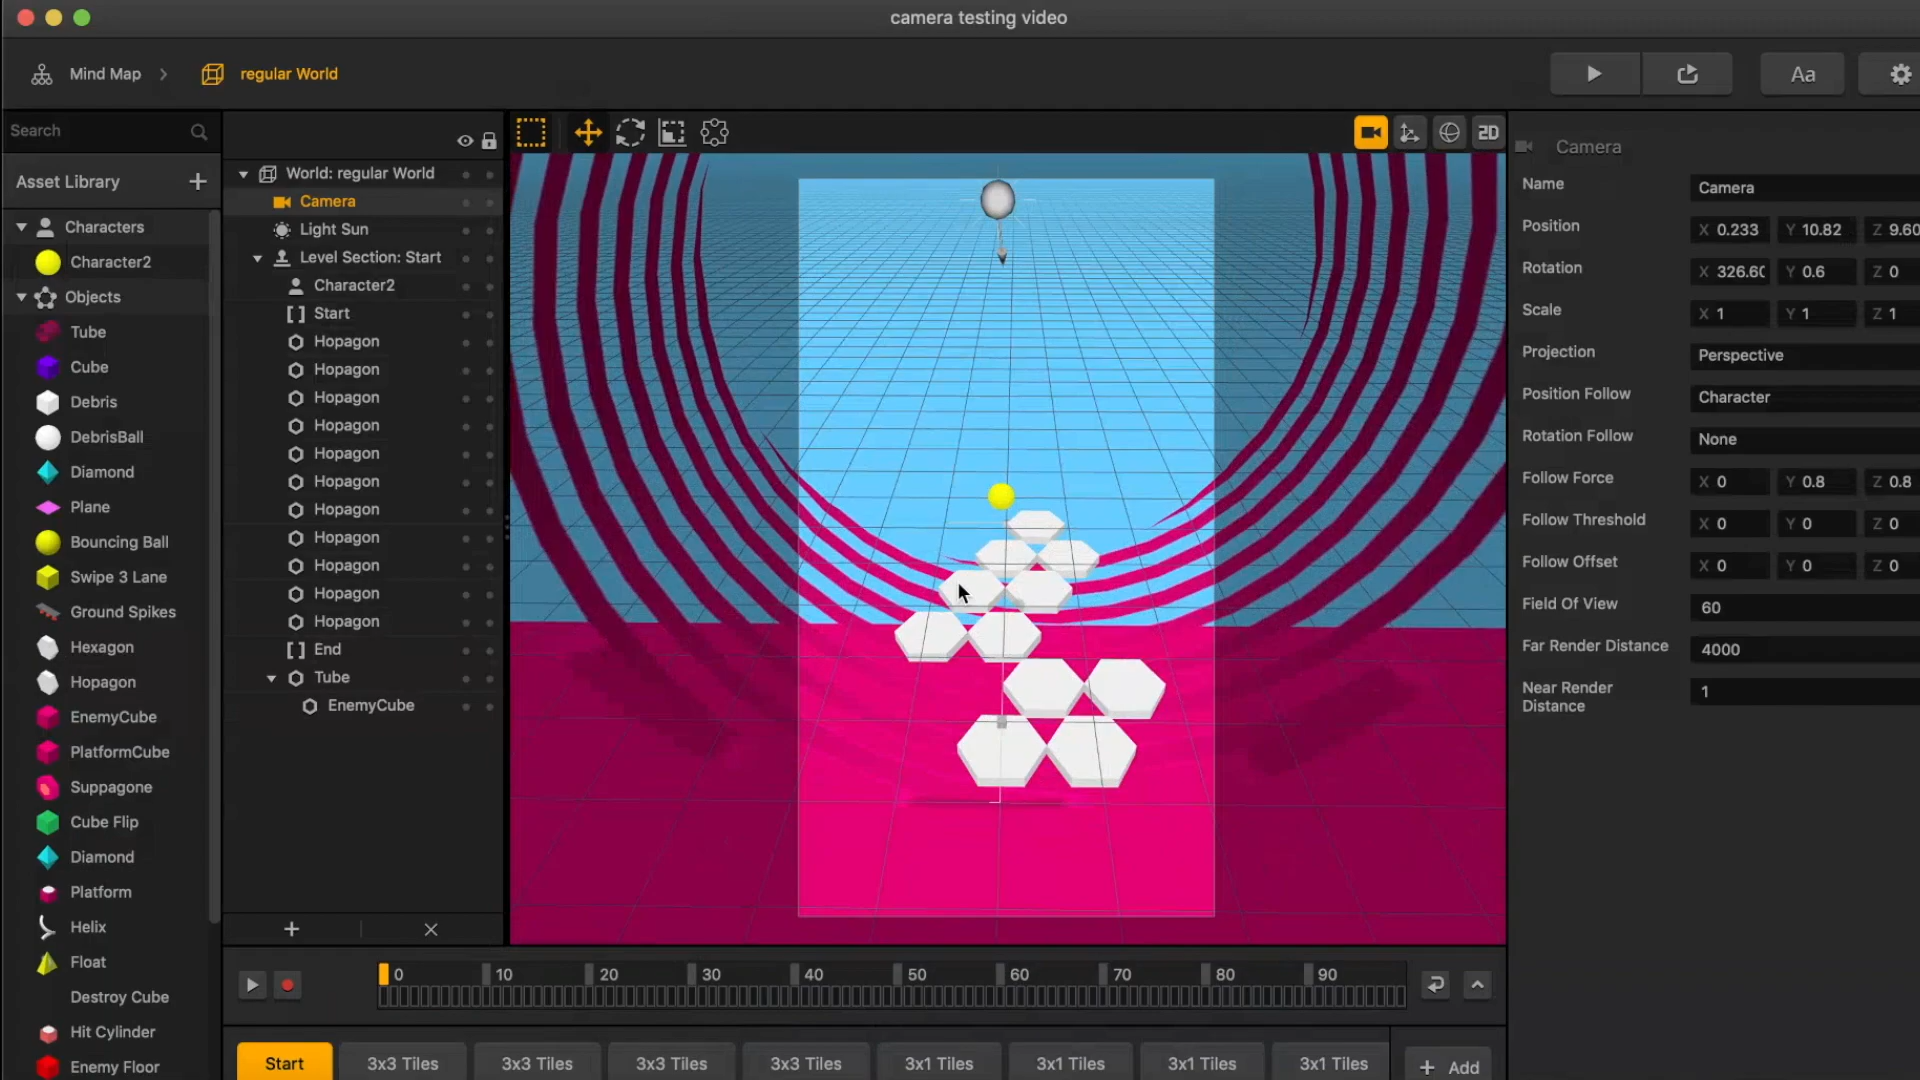 camera testing video
Mind Map
regular World
Aa
Search
Asset Library
Characters
Character2
Objects
Tube
Cube
Debris
DebrisBall
Diamond
Plane
Bouncing Ball
Swipe 3 Lane
Ground Spikes
Hexagon
Hopagon
EnemyCube
PlatformCube
Suppagone
Cube Flip
Diamond
Platform
Helix
Float
Destroy Cube
Hit Cylinder
Enemy Floor
World: regular World
Camera
Light Sun
Level Section: Start
Character2
Start
Hopagon
Hopagon
Hopagon
Hopagon
Hopagon
Hopagon
Hopagon
Hopagon
Hopagon
Hopagon
Hopagon
End
Tube
EnemyCube
2D
Camera
Name Camera
Position X 0.233 Y 10.82 Z 9.60
Rotation X 326.60 Y 0.6 Z 0
Scale X 1 Y 1 Z 1
Projection Perspective
Position Follow Character
Rotation Follow None
Follow Force X 0 Y 0.8 Z 0.8
Follow Threshold X 0 Y 0 Z 0
Follow Offset X 0 Y 0 Z 0
Field Of View 60
Far Render Distance 4000
Near Render
Distance 1
0 10 20 30 40 50 60 70 80 90
Start 3x3 Tiles 3x3 Tiles 3x3 Tiles 3x3 Tiles 3x1 Tiles 3x1 Tiles 3x1 Tiles 3x1 Tiles + Add